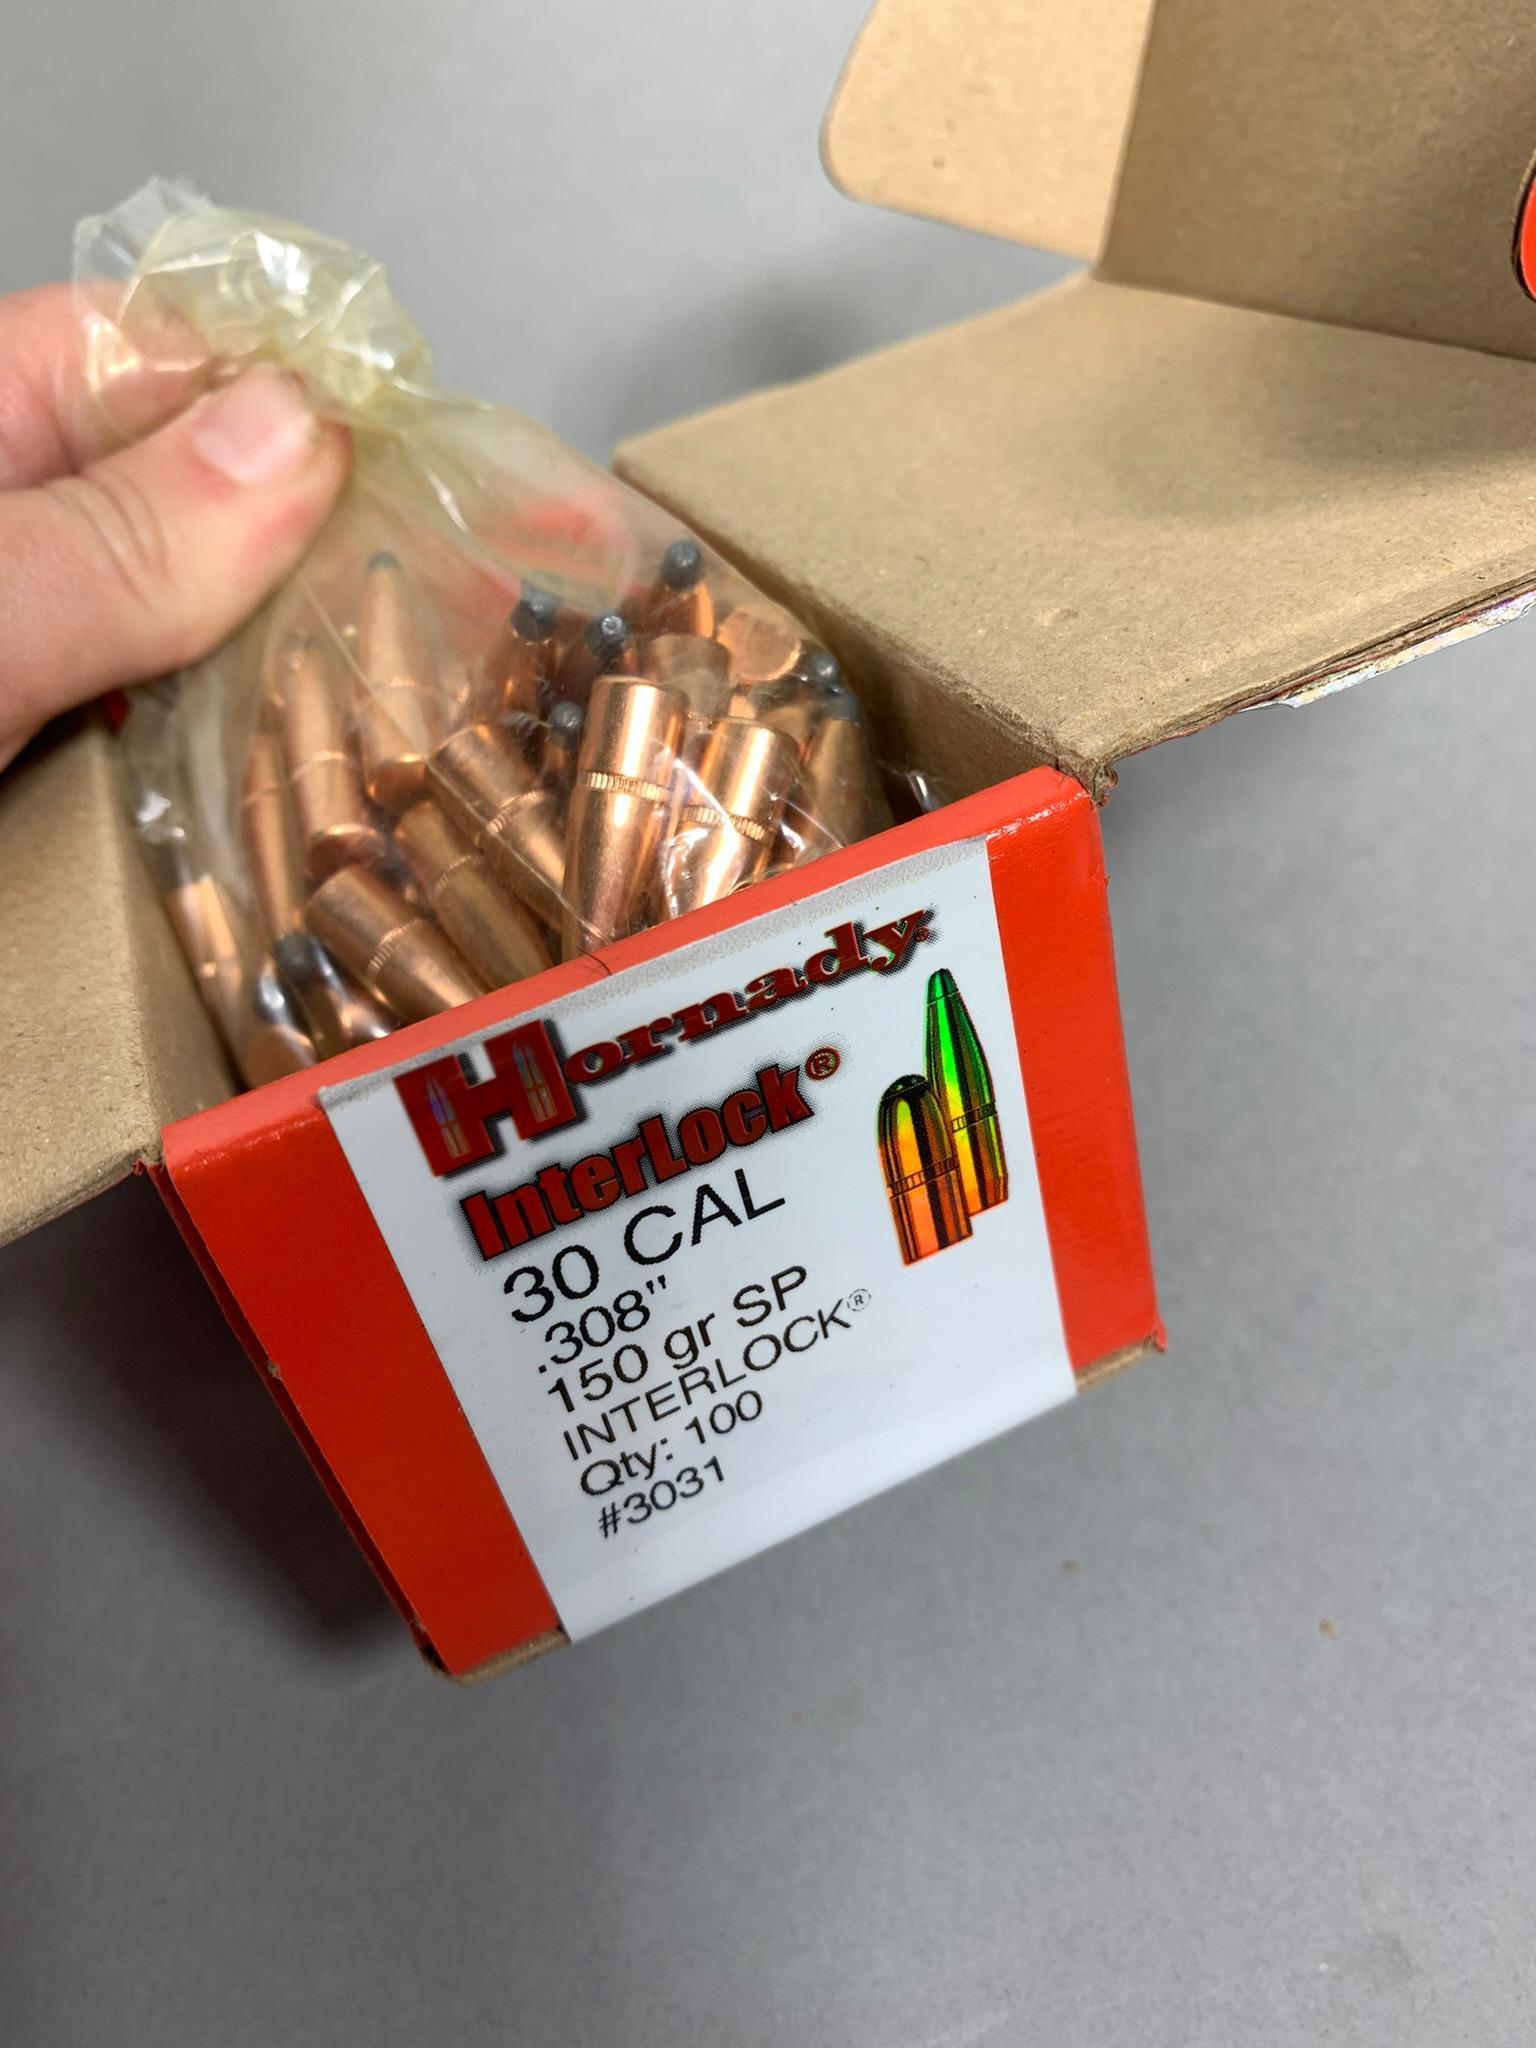 Hornady®
InterLock®
30 CAL
.308"
150 gr SP
INTERLOCK®
Qty: 100
#3031